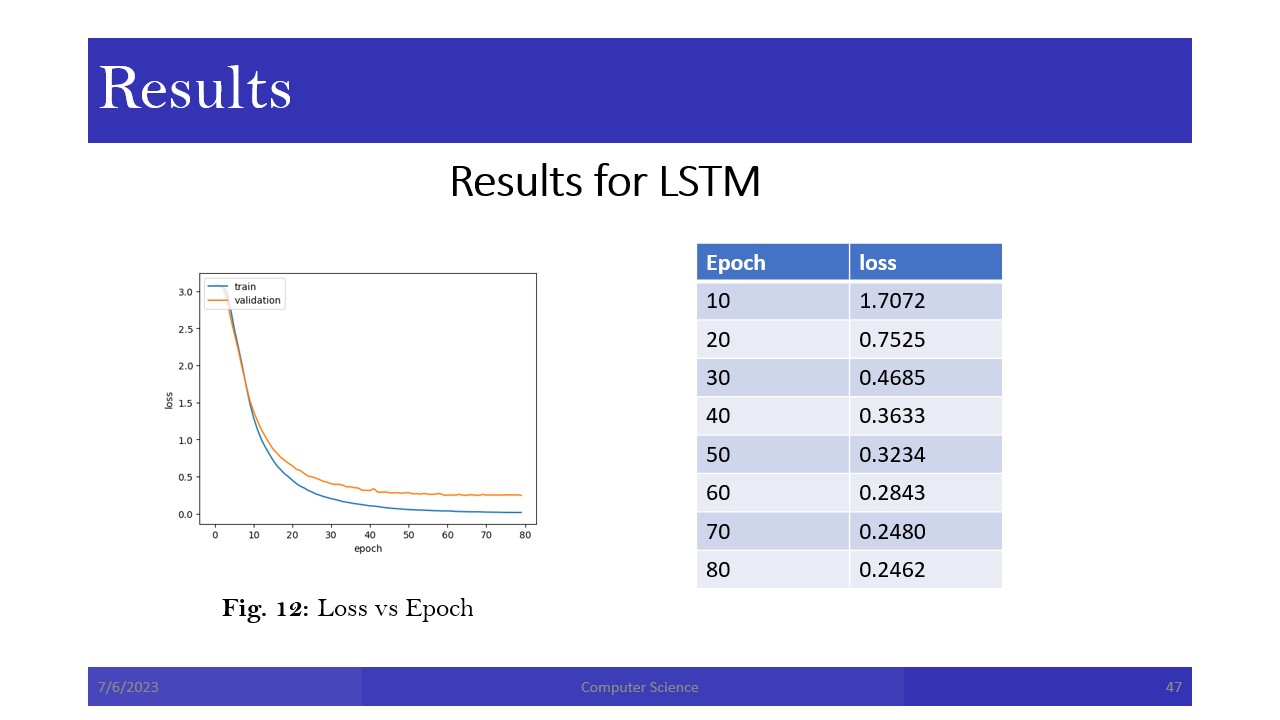 Results
Results for LSTM
train
validation
3.0
2.5
2.0
1.5
1.0
0.5
0.0
loss
0 10 20 30 40 50 60 70 80
epoch
Fig. 12: Loss vs Epoch
Epoch loss
10 1.7072
20 0.7525
30 0.4685
40 0.3633
50 0.3234
60 0.2843
70 0.2480
80 0.2462
7/6/2023 Computer Science 47